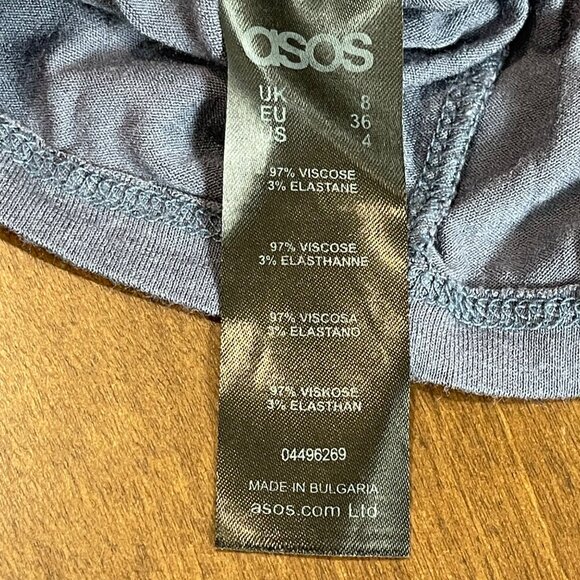 asos
UK 8
EU 36
US 4
97% VISCOSE
3% ELASTANE
97% VISCOSE
3% ELASTHANNE
97% VISCOSA
3% ELASTANO
97% VISKOSE
3% ELASTHAN
04496269
MADE IN BULGARIA
asos.com Ltd